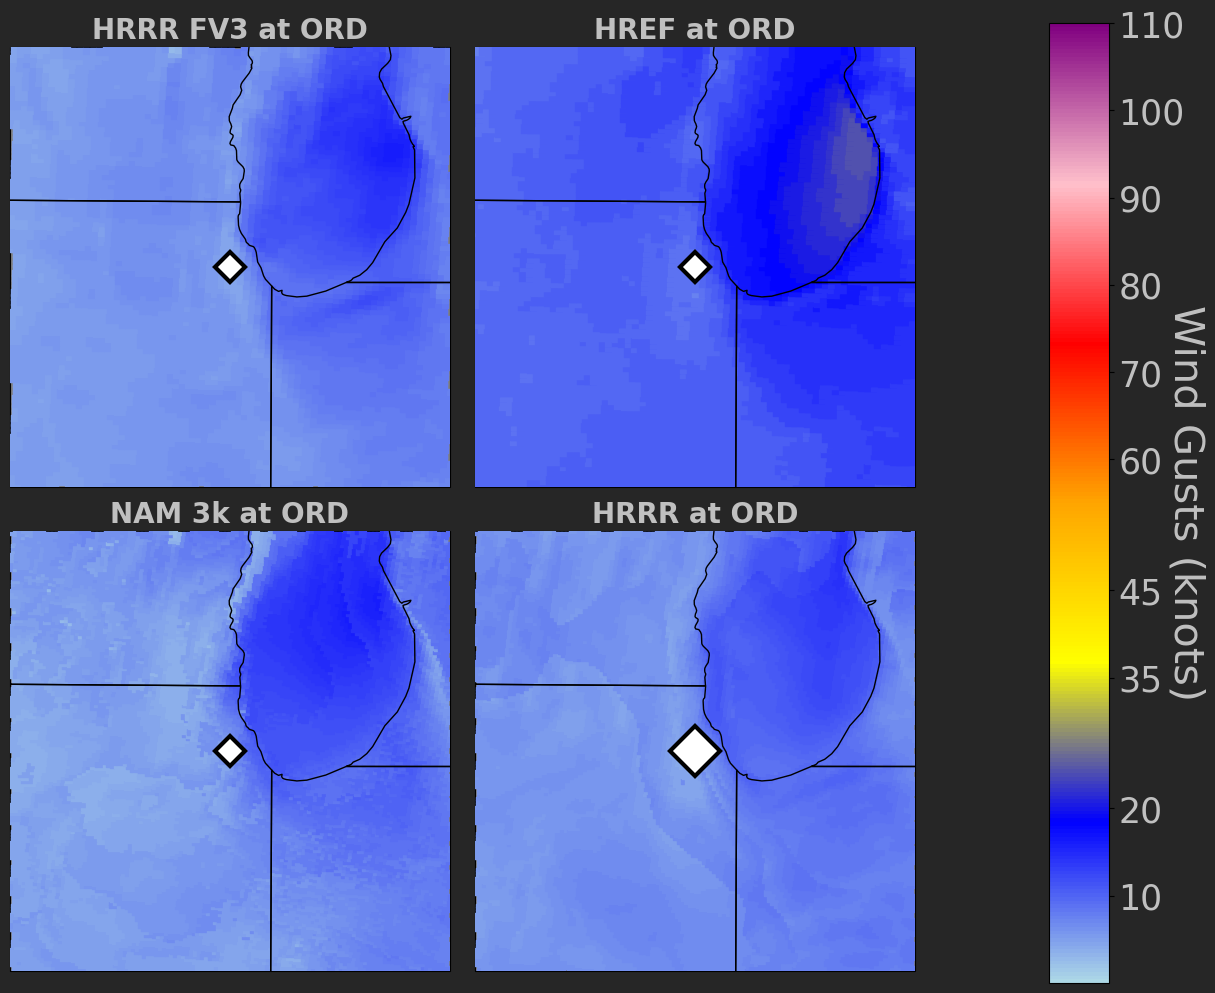 HRRR FV3 at ORD
HREF at ORD
NAM 3k at ORD
HRRR at ORD
110
100
90
80
70
60
45
35
20
10
Wind Gusts (knots)